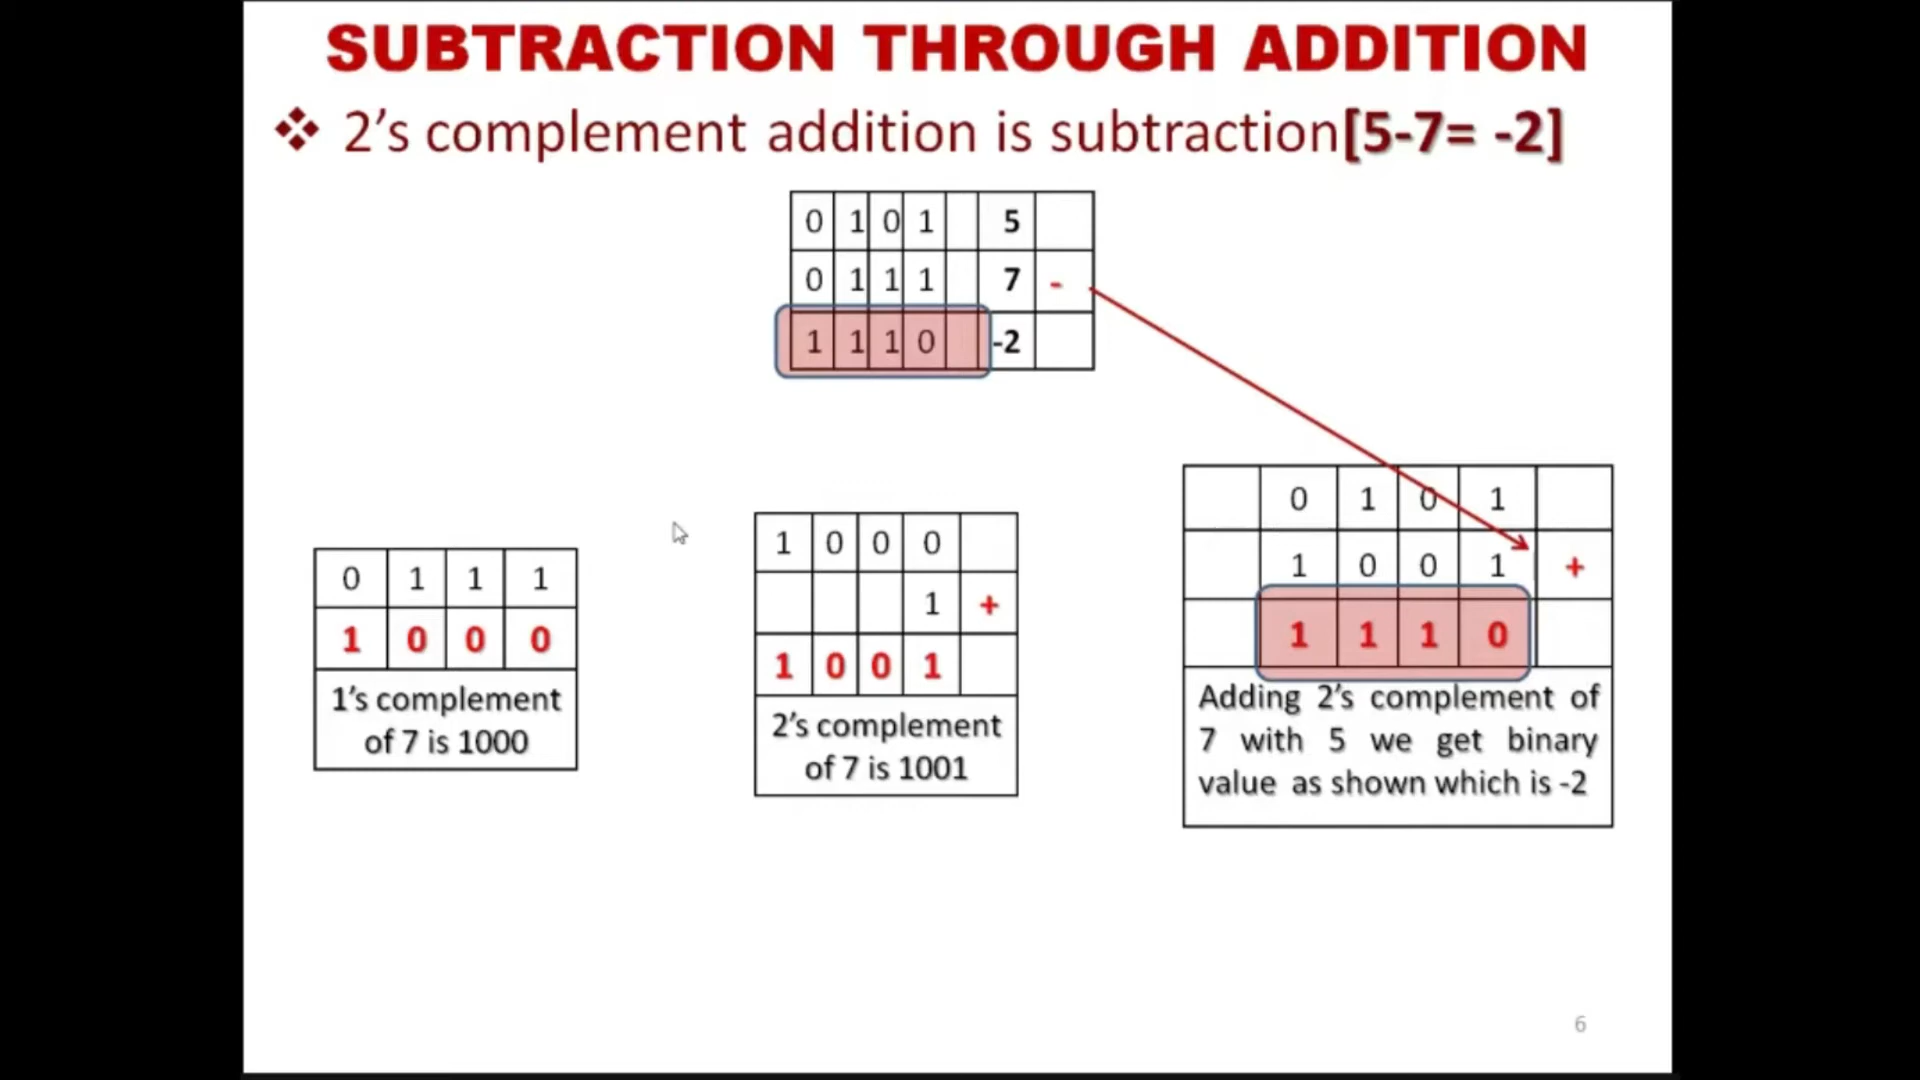 SUBTRACTION THROUGH ADDITION
❖ 2's complement addition is subtraction[5-7= -2]
0 1 0 1 5
0 1 1 1 7 -
1 1 1 0 -2
0 1 1 1
1 0 0 0
1's complement
of 7 is 1000
1 0 0 0
1 +
1 0 0 1
2's complement
of 7 is 1001
0 1 0 1
1 0 0 1 +
1 1 1 0
Adding 2's complement of
7 with 5 we get binary
value as shown which is -2
6